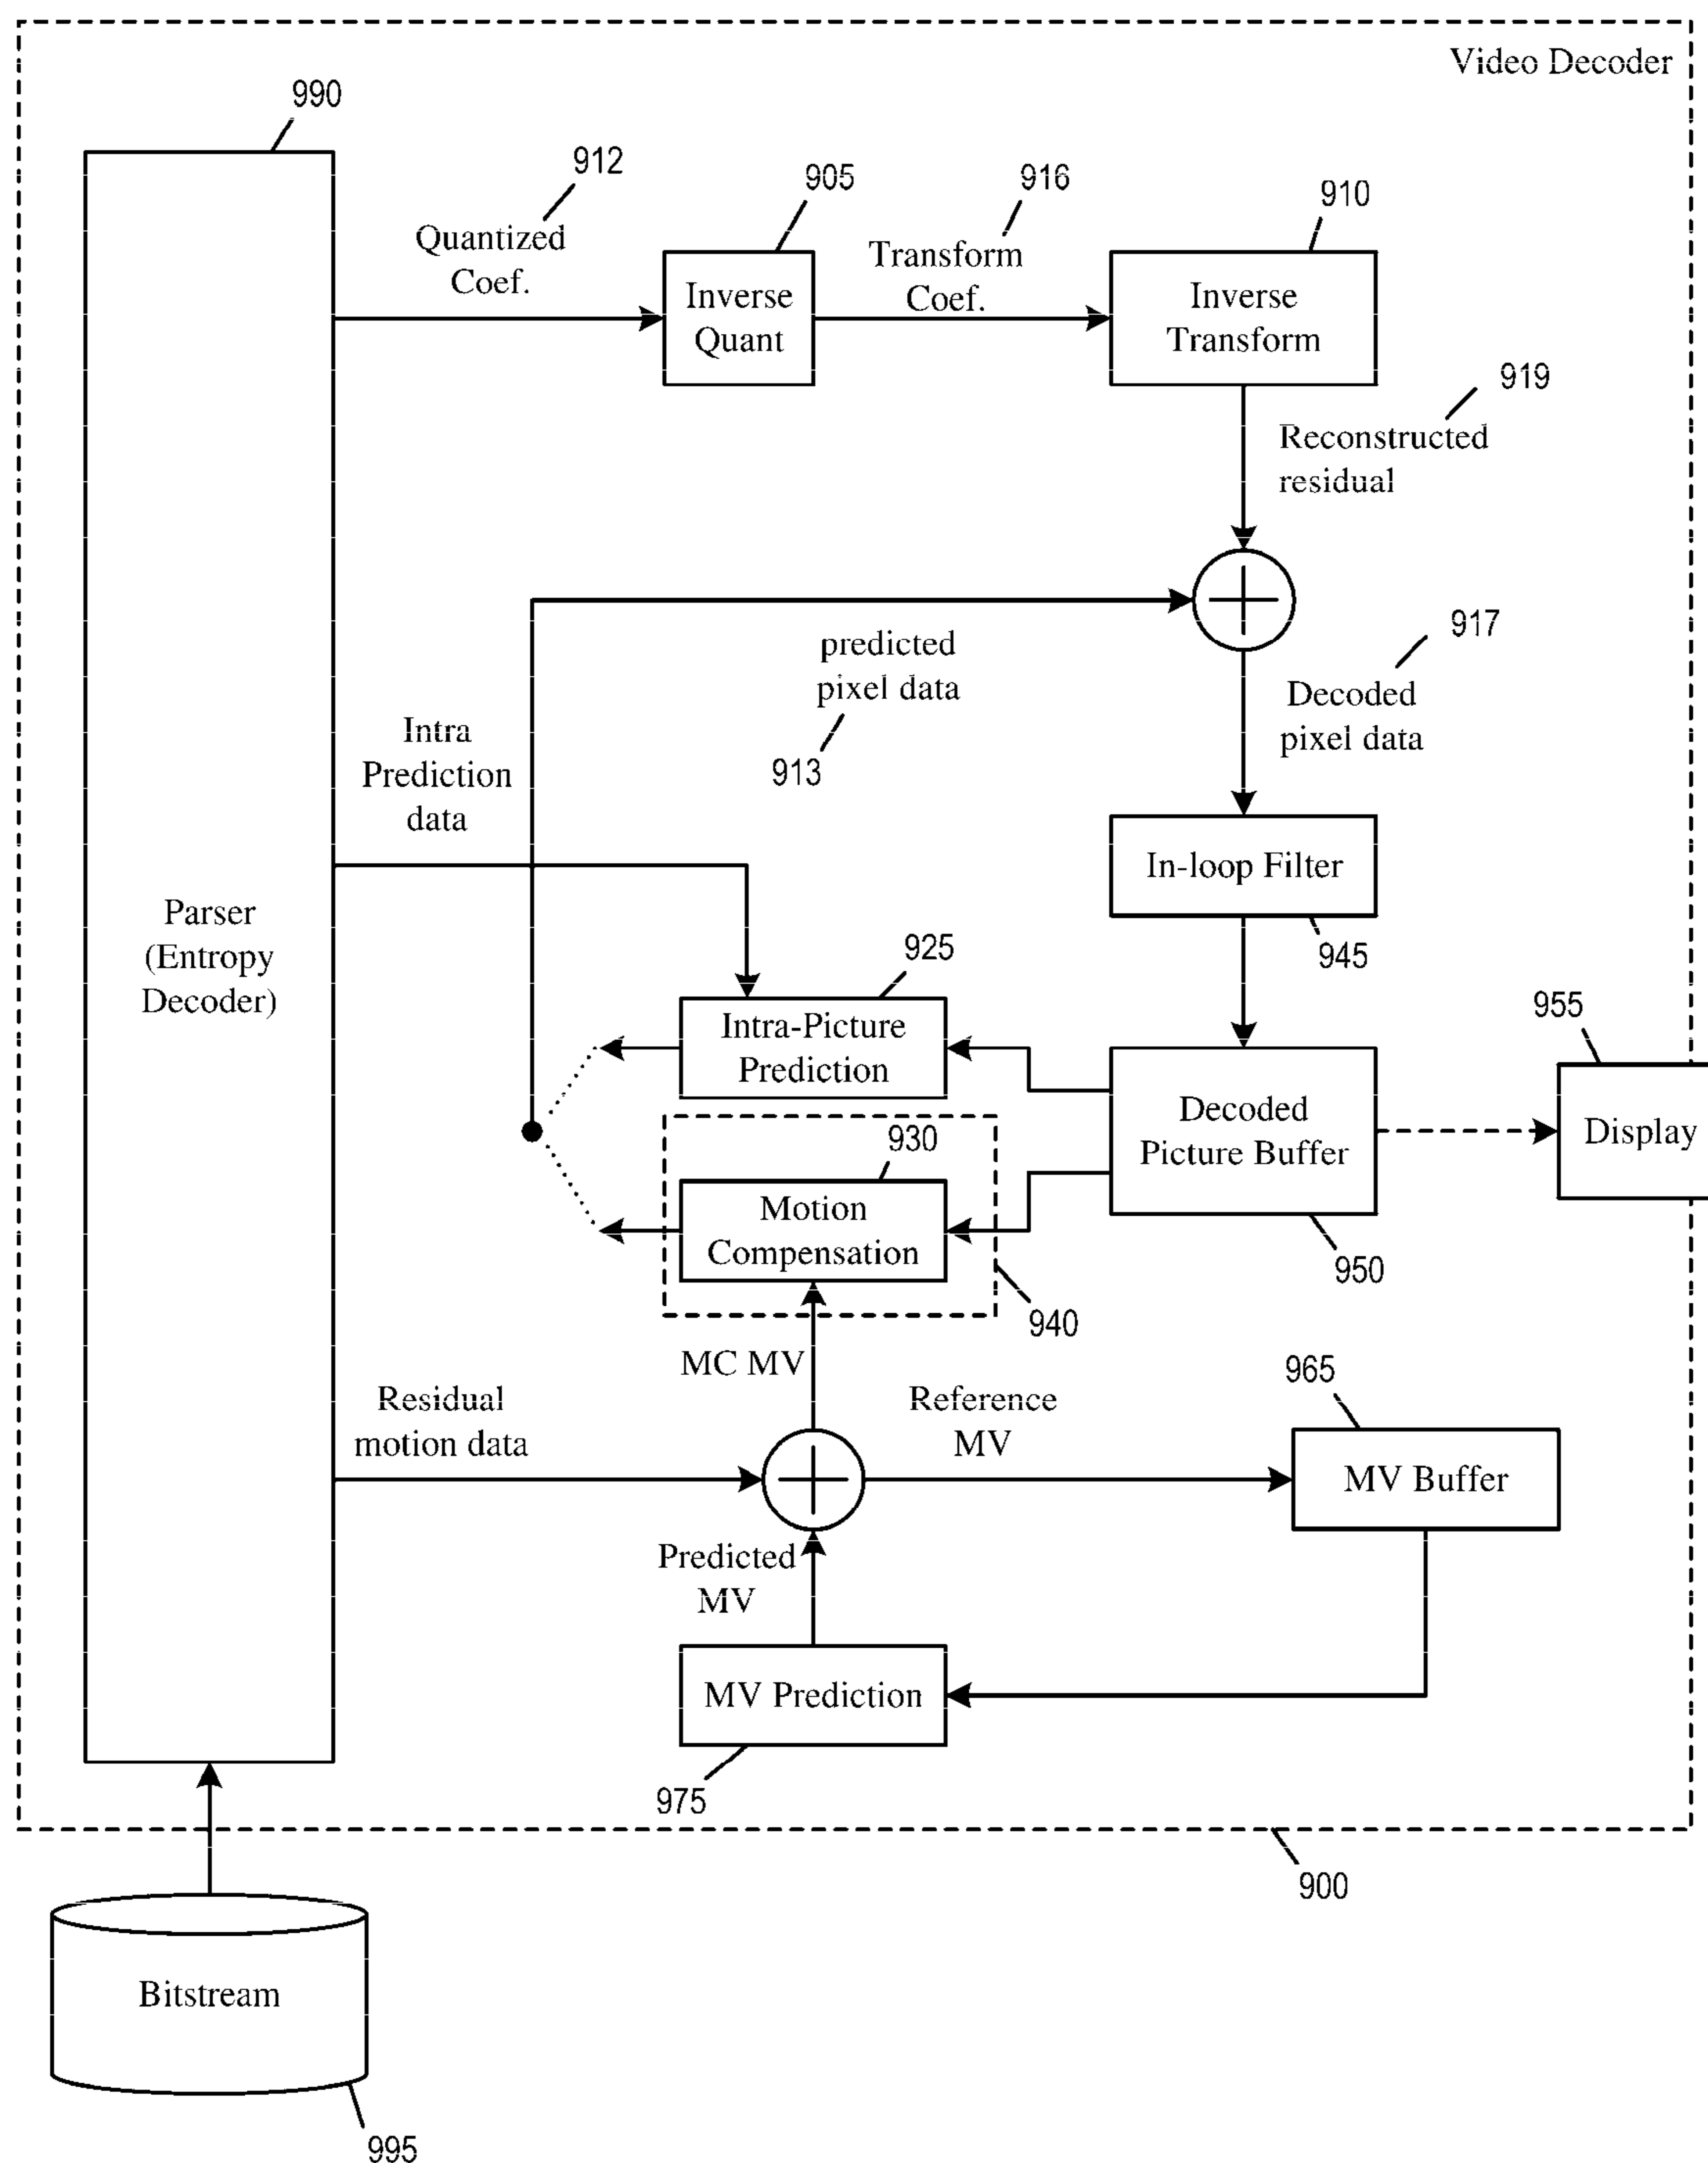 Video Decoder
990
912
905
916
910
Quantized
Coef.
Transform
Coef.
Inverse
Quant
Inverse
Transform
919
Reconstructed
residual
917
predicted
pixel data
913
Decoded
pixel data
Intra
Prediction
data
In-loop Filter
945
Parser
(Entropy
Decoder)
925
955
Intra-Picture
Prediction
Decoded
Picture Buffer
Display
930
Motion
Compensation
950
940
MC MV
965
Residual
motion data
Reference
MV
MV Buffer
Predicted
MV
MV Prediction
975
900
Bitstream
995